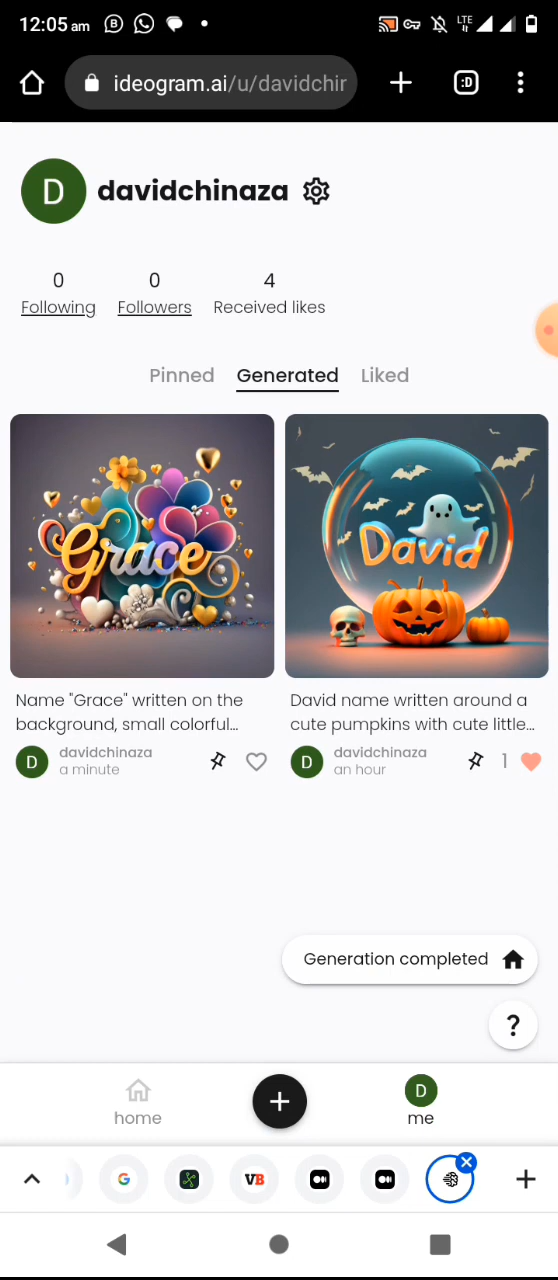 12:05 am
LTE
ideogram.ai/u/davidchir
:D
D
davidchinaza
0
0
4
Following
Followers
Received likes
Pinned
Generated
Liked
Grace
David
Name "Grace" written on the
background, small colorful...
David name written around a
cute pumpkins with cute little...
D
davidchinaza
a minute
D
davidchinaza
an hour
1
Generation completed
?
D
home
+
me
G
VB